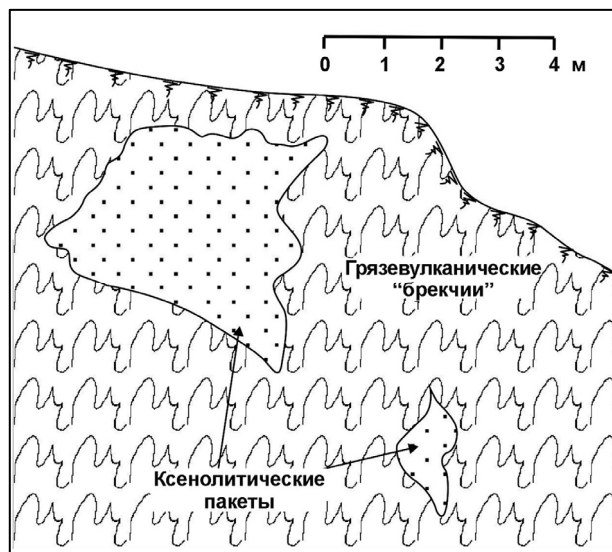 0 1 2 3 4 м
Грязевулканические
“брекчии”
Ксенолитические
пакеты